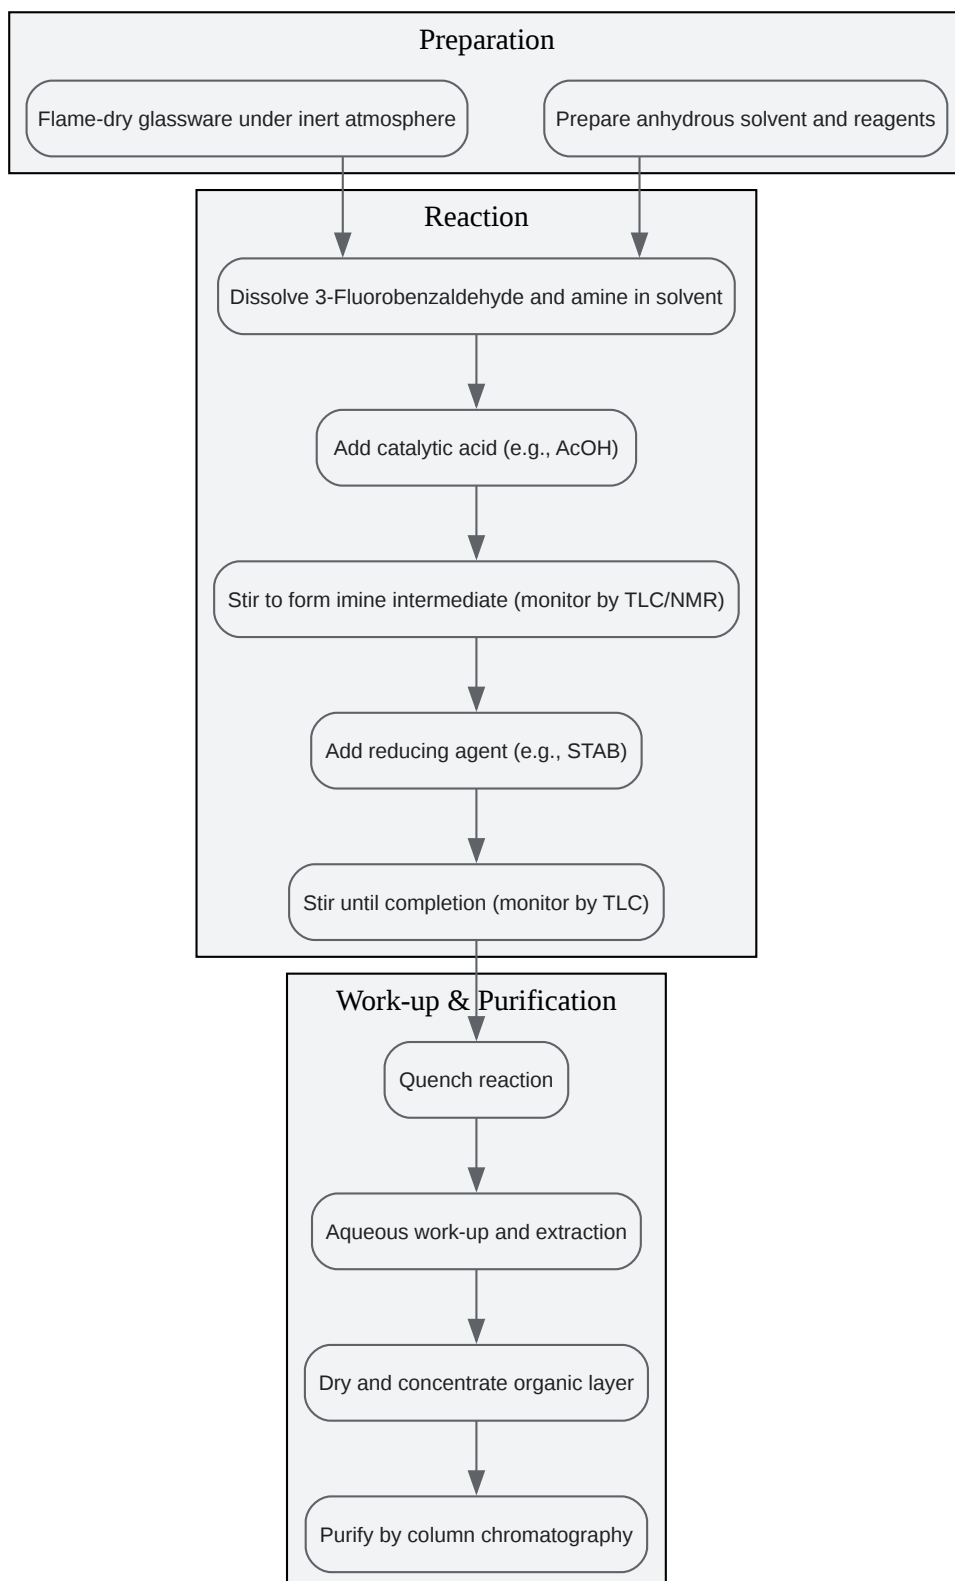 Preparation
Flame-dry glassware under inert atmosphere
Prepare anhydrous solvent and reagents
Reaction
Dissolve 3-Fluorobenzaldehyde and amine in solvent
Add catalytic acid (e.g., AcOH)
Stir to form imine intermediate (monitor by TLC/NMR)
Add reducing agent (e.g., STAB)
Stir until completion (monitor by TLC)
Work-up & Purification
Quench reaction
Aqueous work-up and extraction
Dry and concentrate organic layer
Purify by column chromatography